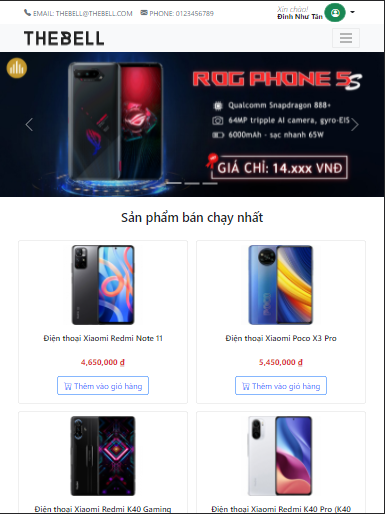 EMAIL: THEBELL@THEBELL.COM
PHONE: 0123456789
Xin chào!
Đinh Như Tân
THEBELL
ROG PHONE 5S
Qualcomm Snapdragon 888+
64MP tripple AI camera, gyro-EIS
6000mAh - sạc nhanh 65W
GIÁ CHỈ: 14.xxx VNĐ
Sản phẩm bán chạy nhất
Điện thoại Xiaomi Redmi Note 11
4,650,000 ₫
Thêm vào giỏ hàng
Điện thoại Xiaomi Poco X3 Pro
5,450,000 ₫
Thêm vào giỏ hàng
Điện thoại Xiaomi Redmi K40 Gaming
Điện thoại Xiaomi Redmi K40 Pro (K40